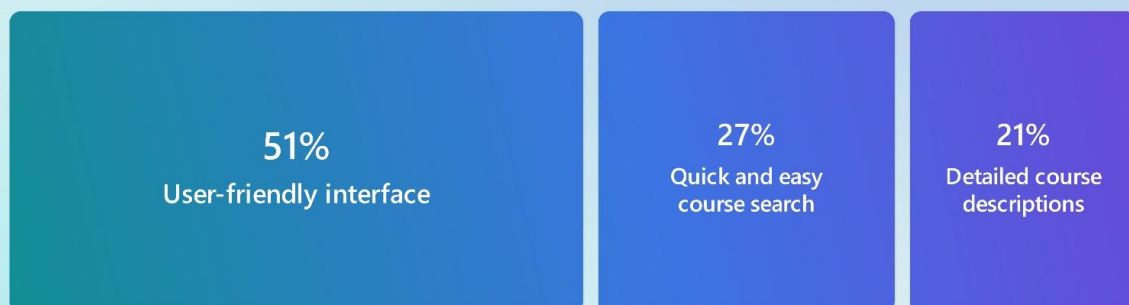 51%
User-friendly interface
27%
Quick and easy
course search
21%
Detailed course
descriptions